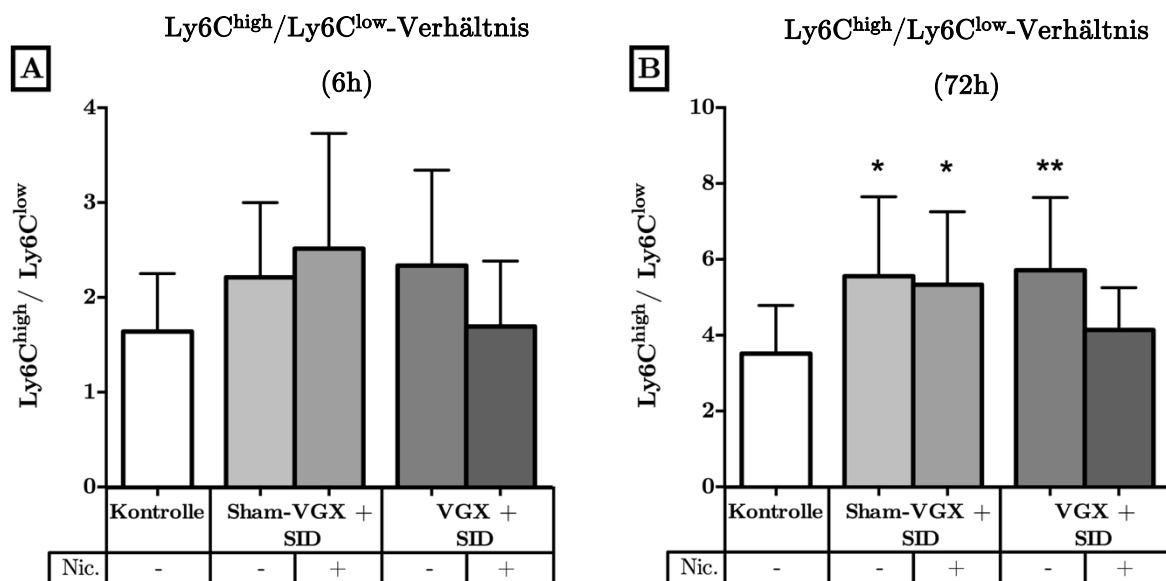 Ly6Chigh/Ly6Clow-Verhältnis
(6h)
A
4
3
2
1
0
Ly6Chigh/ Ly6Clow
Kontrolle
Sham-VGX +
SID
VGX +
SID
Nic. - - + - +
Ly6Chigh/Ly6Clow-Verhältnis
(72h)
B
10
8
6
4
2
0
Ly6Chigh/ Ly6Clow
* * **
Kontrolle
Sham-VGX +
SID
VGX +
SID
Nic. - - + - +